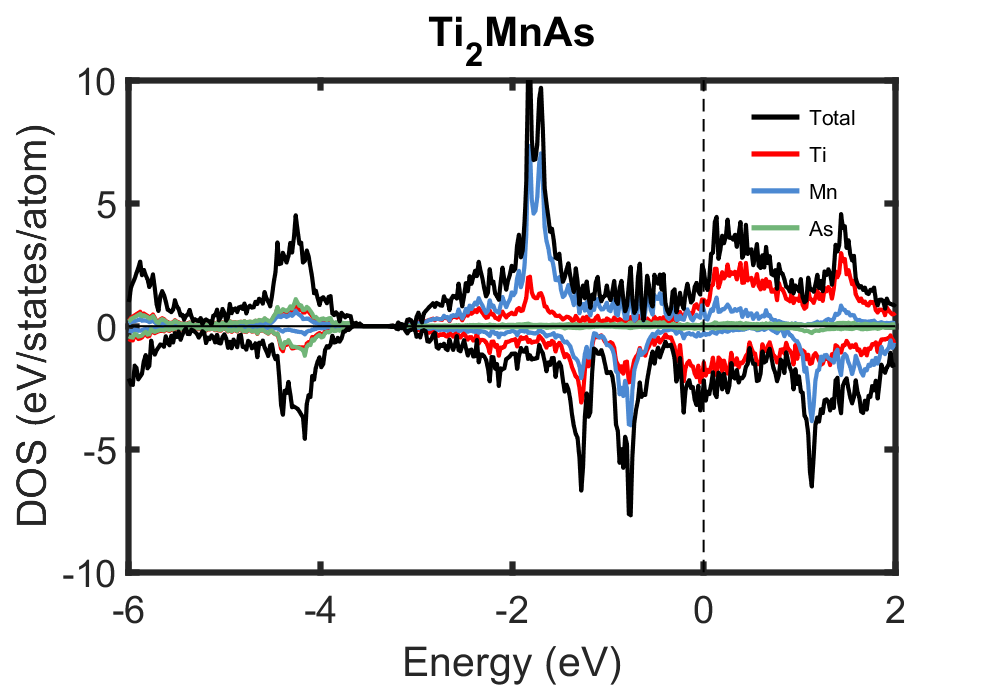 Ti2MnAs
DOS (eV/states/atom)
10
5
0
-5
-10
Total
Ti
Mn
As
-6 -4 -2 0 2
Energy (eV)